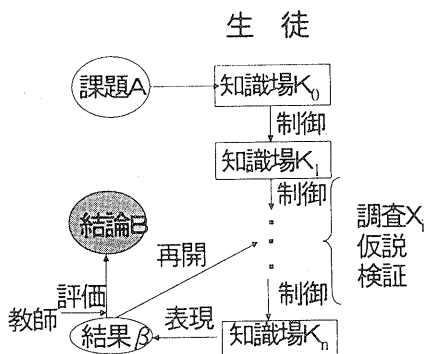 生 徒
課題A
知識場K₀
制御
知識場K₁
制御
結論B
調査Xᵢ
仮説
検証
再開
制御
評価
教師
結果β
表現
知識場Kₙ